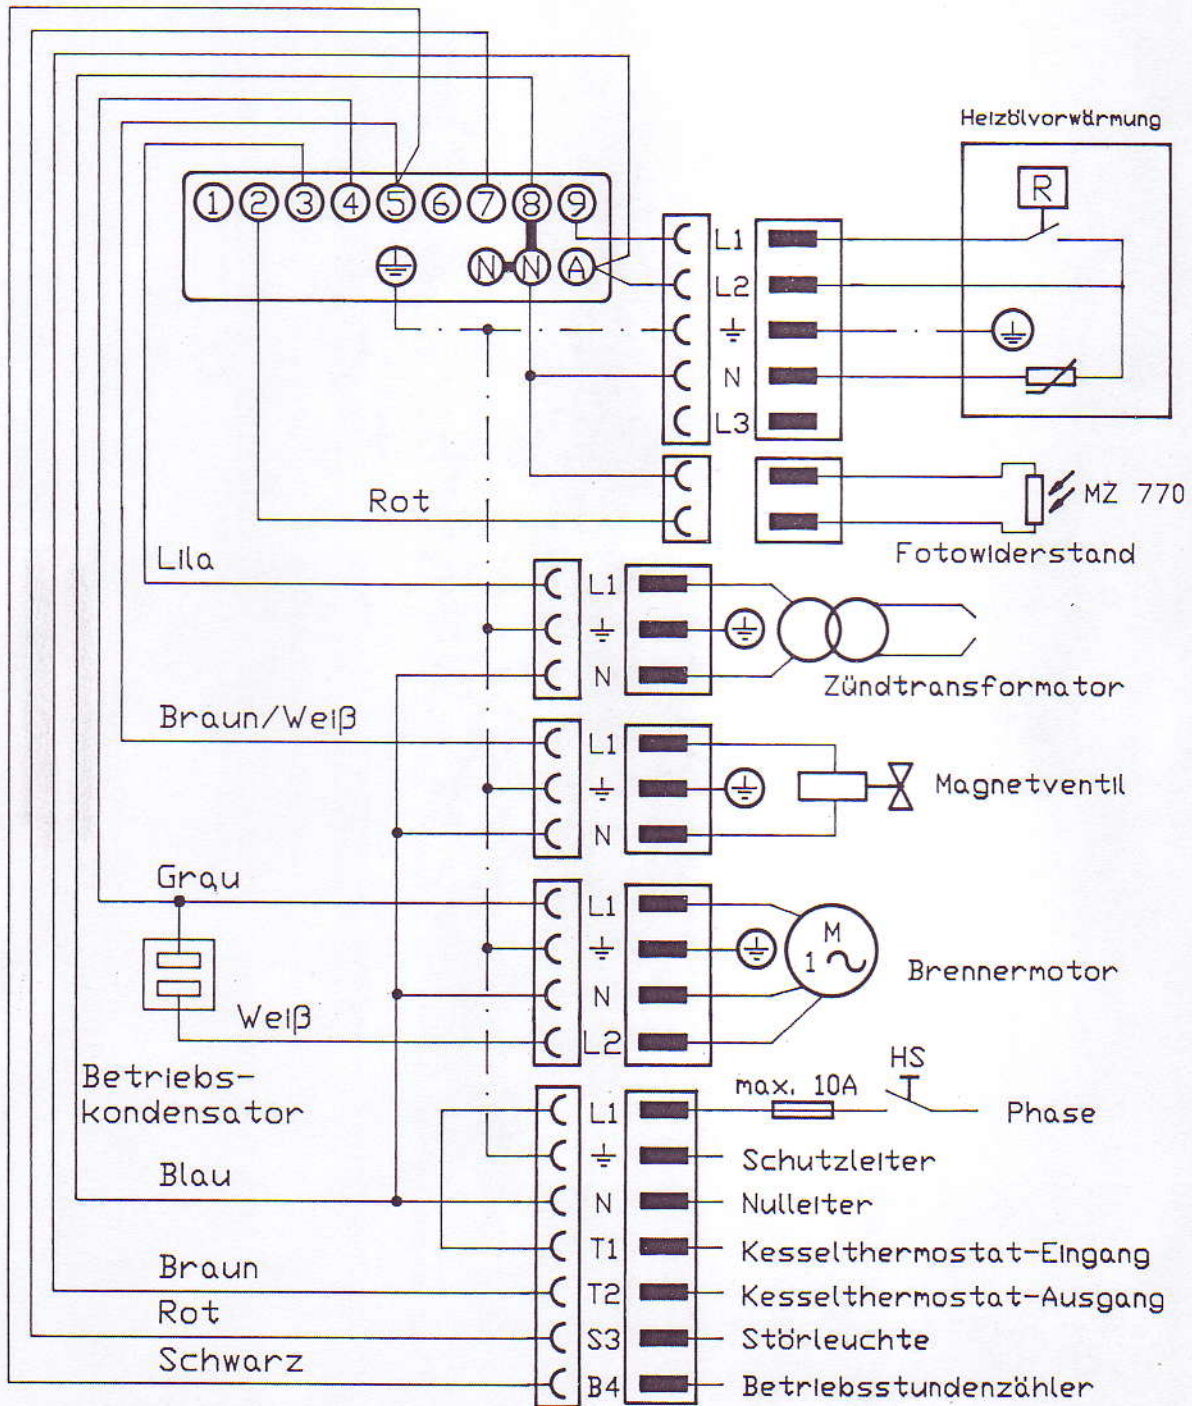 Heizölvorwärmung
R
1 2 3 4 5 6 7 8 9
N N A
L1
L2
N
L3
Rot
MZ 770
Fotowiderstand
Lila
L1
N
Zündtransformator
Braun/Weiß
L1
N
Magnetventil
Grau
L1
N
L2
M
1
Brennermotor
Weiß
Betriebs-
kondensator
L1
max. 10A
HS
Phase
Schutzleiter
Blau
N
Nulleiter
T1
Kesselthermostat-Eingang
Braun
T2
Kesselthermostat-Ausgang
Rot
S3
Störleuchte
Schwarz
B4
Betriebsstundenzähler